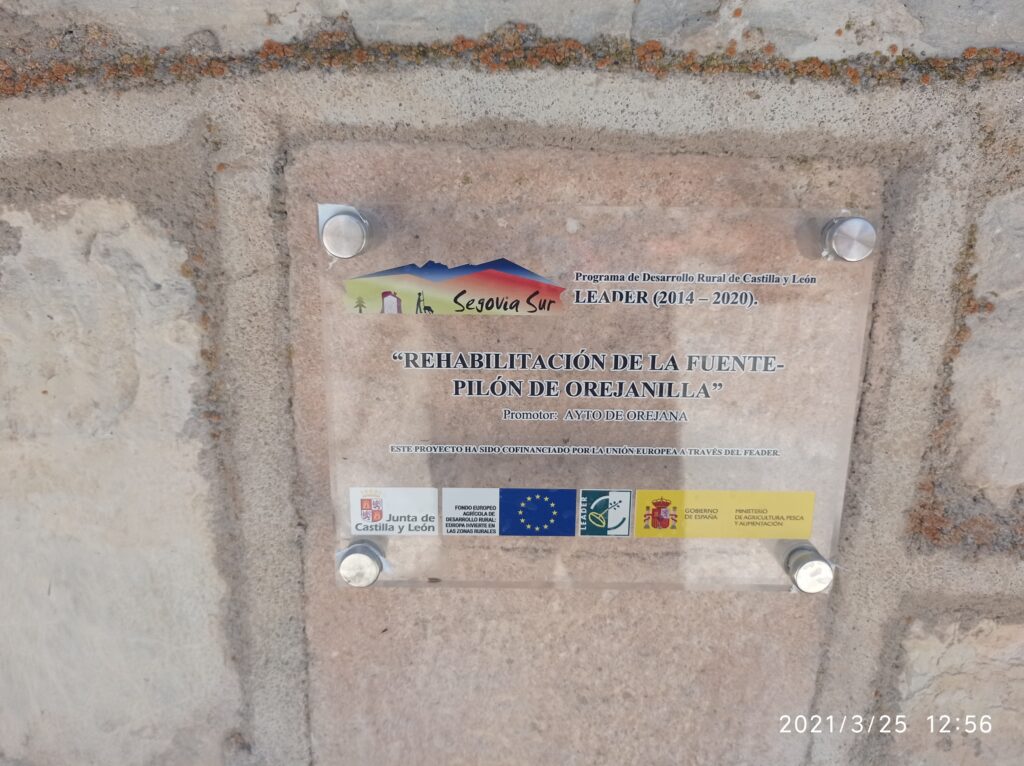 Segovia Sur
Programa de Desarrollo Rural de Castilla y León
LEADER (2014 – 2020).
“REHABILITACIÓN DE LA FUENTE-
PILÓN DE OREJANILLA”
Promotor: AYTO DE OREJANA
ESTE PROYECTO HA SIDO COFINANCIADO POR LA UNIÓN EUROPEA A TRAVÉS DEL FEADER.
Junta de
Castilla y León
FONDO EUROPEO
AGRÍCOLA DE
DESARROLLO RURAL:
EUROPA INVIERTE EN
LAS ZONAS RURALES
LEADER
GOBIERNO
DE ESPAÑA
MINISTERIO
DE AGRICULTURA, PESCA
Y ALIMENTACIÓN
2021/3/25 12:56